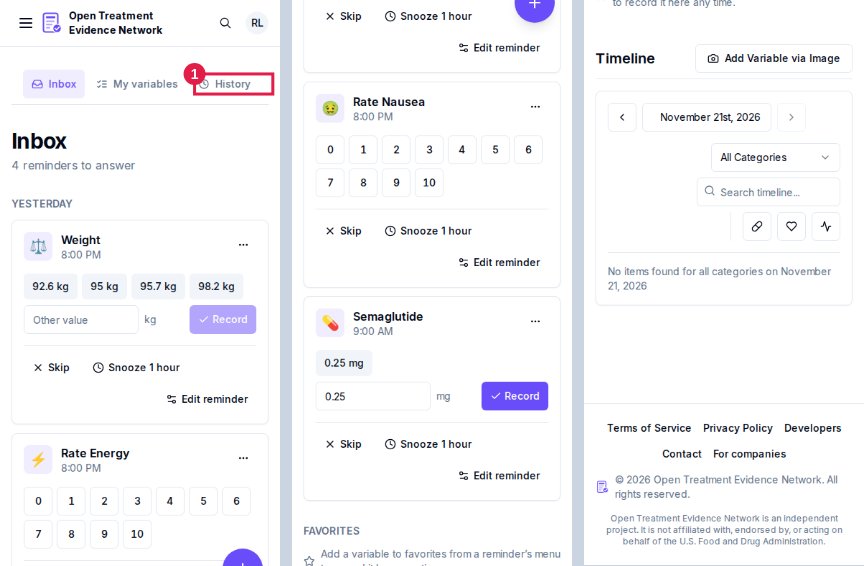 Open Treatment
Evidence Network
RL
1
Inbox
My variables
History
Inbox
4 reminders to answer
YESTERDAY
Weight
8:00 PM
92.6 kg
95 kg
95.7 kg
98.2 kg
Other value
kg
Record
Skip
Snooze 1 hour
Edit reminder
Rate Energy
8:00 PM
0 1 2 3 4 5 6
7 8 9 10
Skip
Snooze 1 hour
Edit reminder
Rate Nausea
8:00 PM
0 1 2 3 4 5 6
7 8 9 10
Skip
Snooze 1 hour
Edit reminder
Semaglutide
9:00 AM
0.25 mg
0.25
mg
Record
Skip
Snooze 1 hour
Edit reminder
FAVORITES
Add a variable to favorites from a reminder's menu
to record it here any time.
Timeline
Add Variable via Image
November 21st, 2026
All Categories
Search timeline...
No items found for all categories on November
21, 2026
Terms of Service Privacy Policy Developers
Contact For companies
© 2026 Open Treatment Evidence Network. All
rights reserved.
Open Treatment Evidence Network is an independent
project. It is not affiliated with, endorsed by, or acting on
behalf of the U.S. Food and Drug Administration.